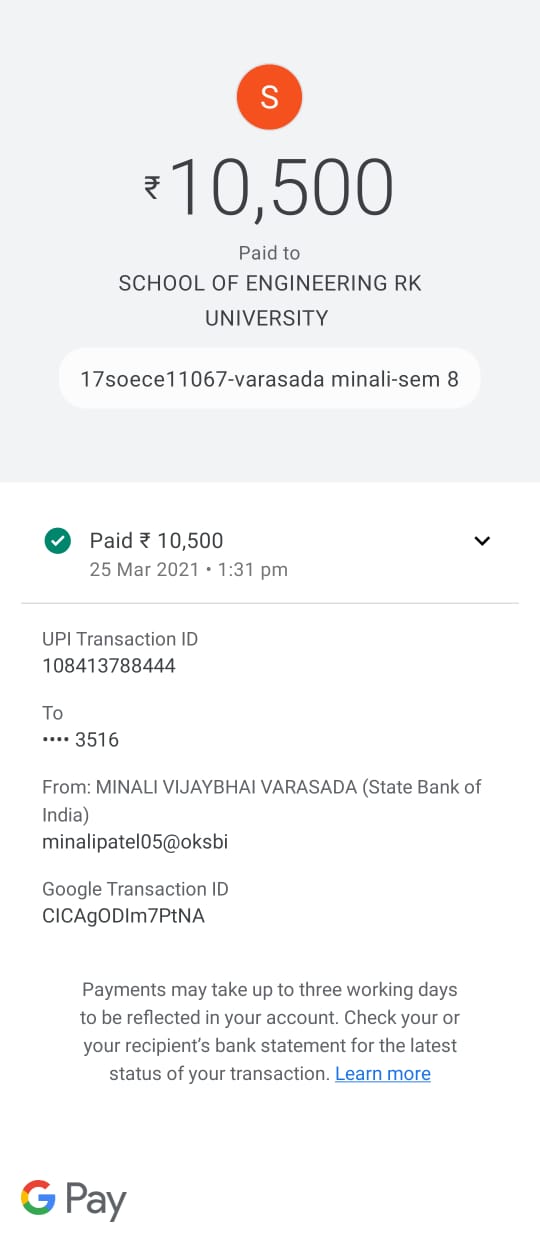 S
₹10,500
Paid to
SCHOOL OF ENGINEERING RK
UNIVERSITY
17soece11067-varasada minali-sem 8
Paid ₹ 10,500
25 Mar 2021 • 1:31 pm
UPI Transaction ID
108413788444
To
•••• 3516
From: MINALI VIJAYBHAI VARASADA (State Bank of
India)
minalipatel05@oksbi
Google Transaction ID
CICAgODIm7PtNA
Payments may take up to three working days
to be reflected in your account. Check your or
your recipient's bank statement for the latest
status of your transaction. Learn more
G Pay